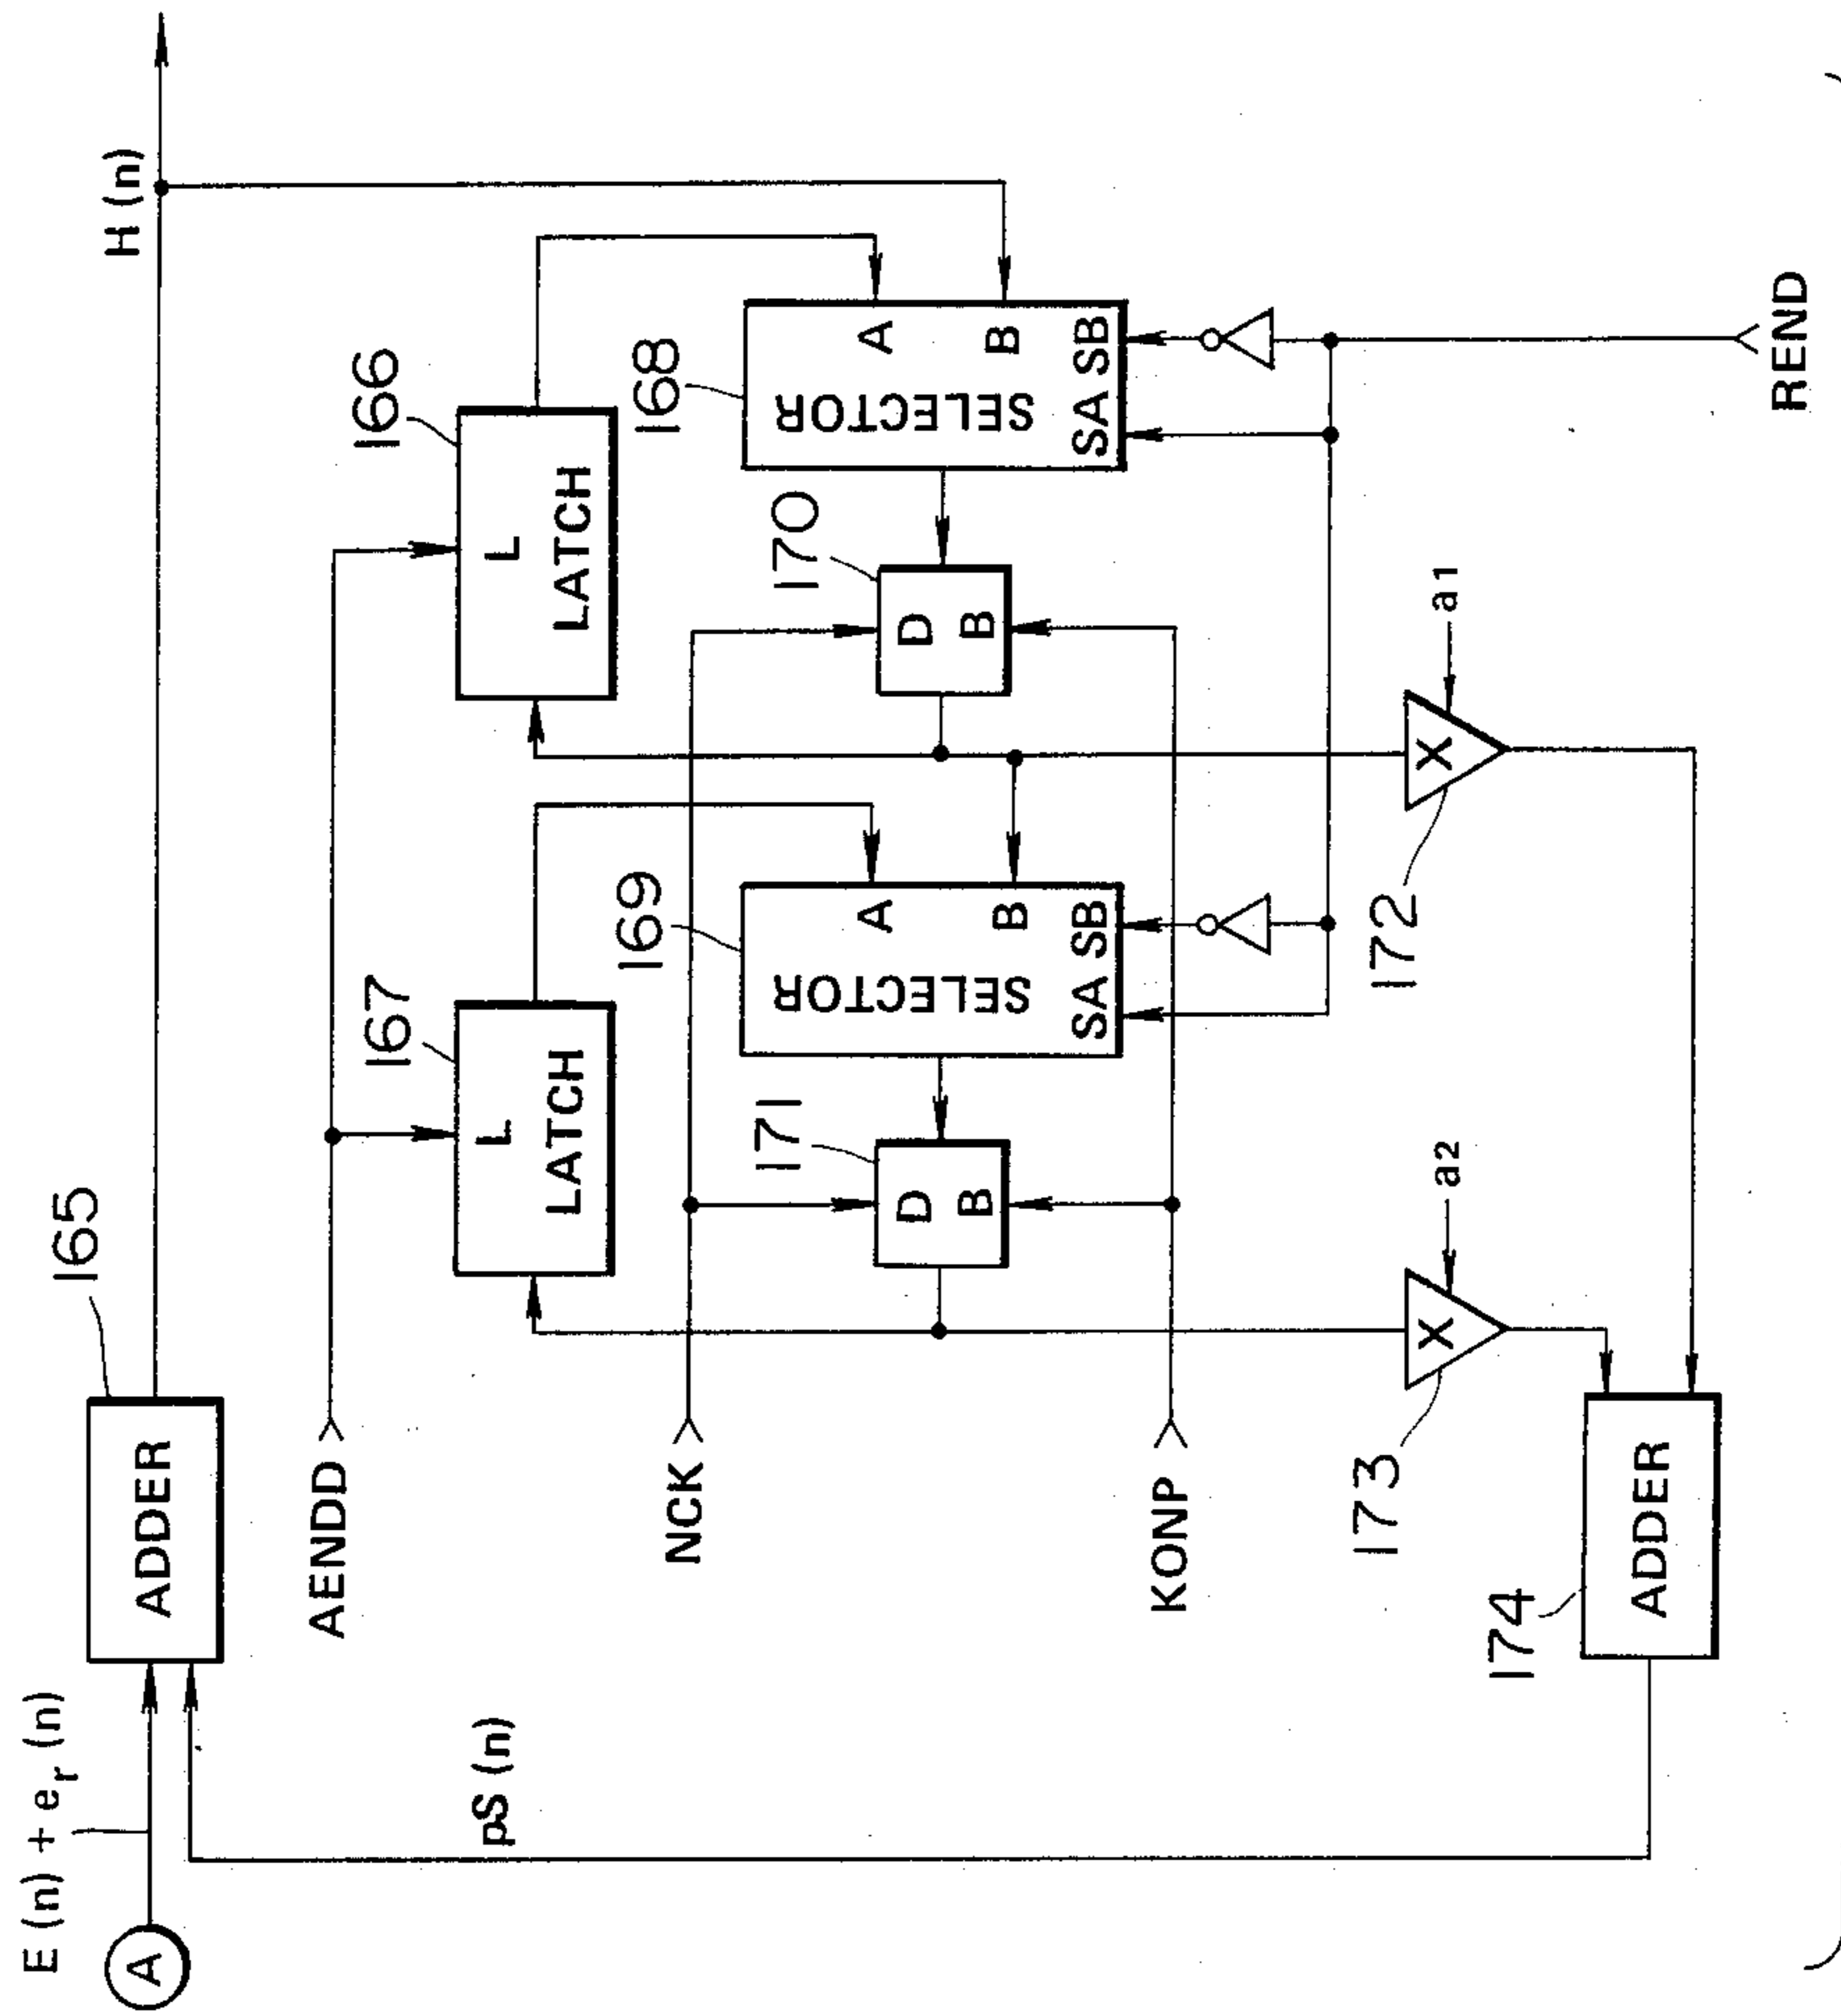 A
E(n) + er(n)
165
ADDER
H(n)
pS(n)
AENDD
167
L
LATCH
166
L
LATCH
NCK
171
D
B
169
SELECTOR
A
B
SA SB
170
D
B
168
SELECTOR
A
B
SA SB
KONP
173
X
a2
172
X
a1
174
ADDER
REND